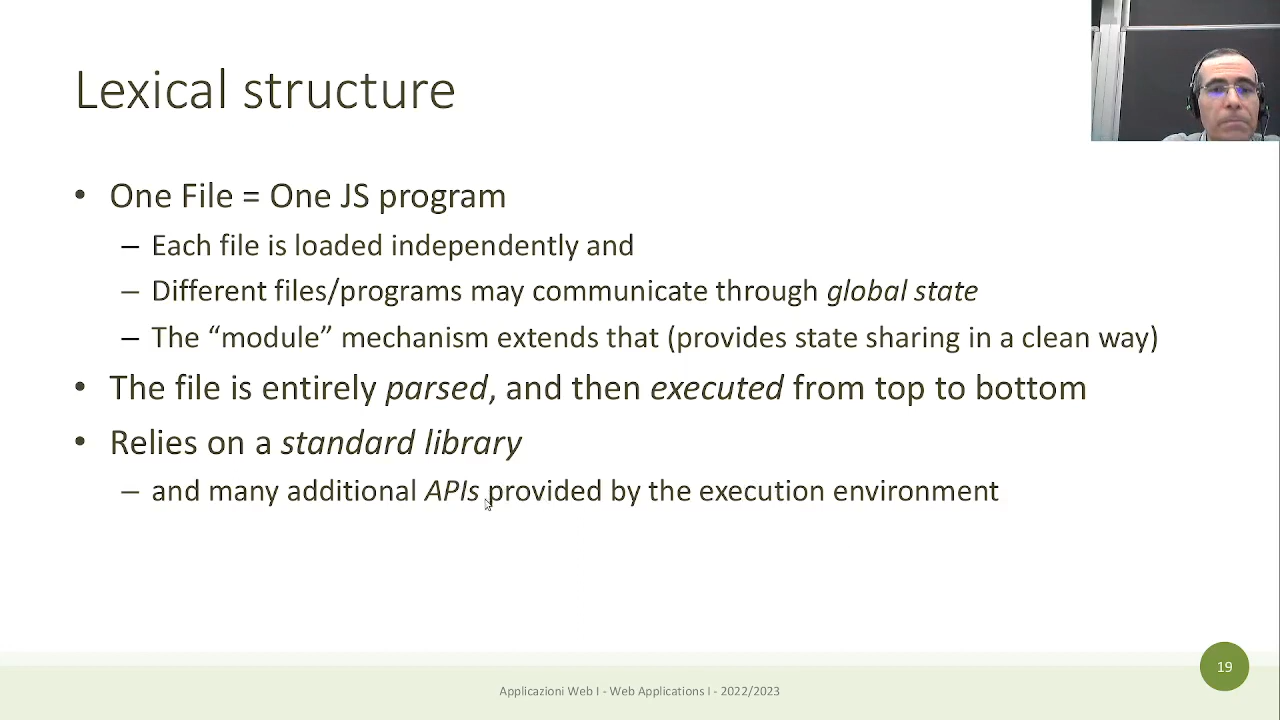 Lexical structure
• One File = One JS program
– Each file is loaded independently and
– Different files/programs may communicate through global state
– The “module” mechanism extends that (provides state sharing in a clean way)
• The file is entirely parsed, and then executed from top to bottom
• Relies on a standard library
– and many additional APIs provided by the execution environment
Applicazioni Web I - Web Applications I - 2022/2023
19